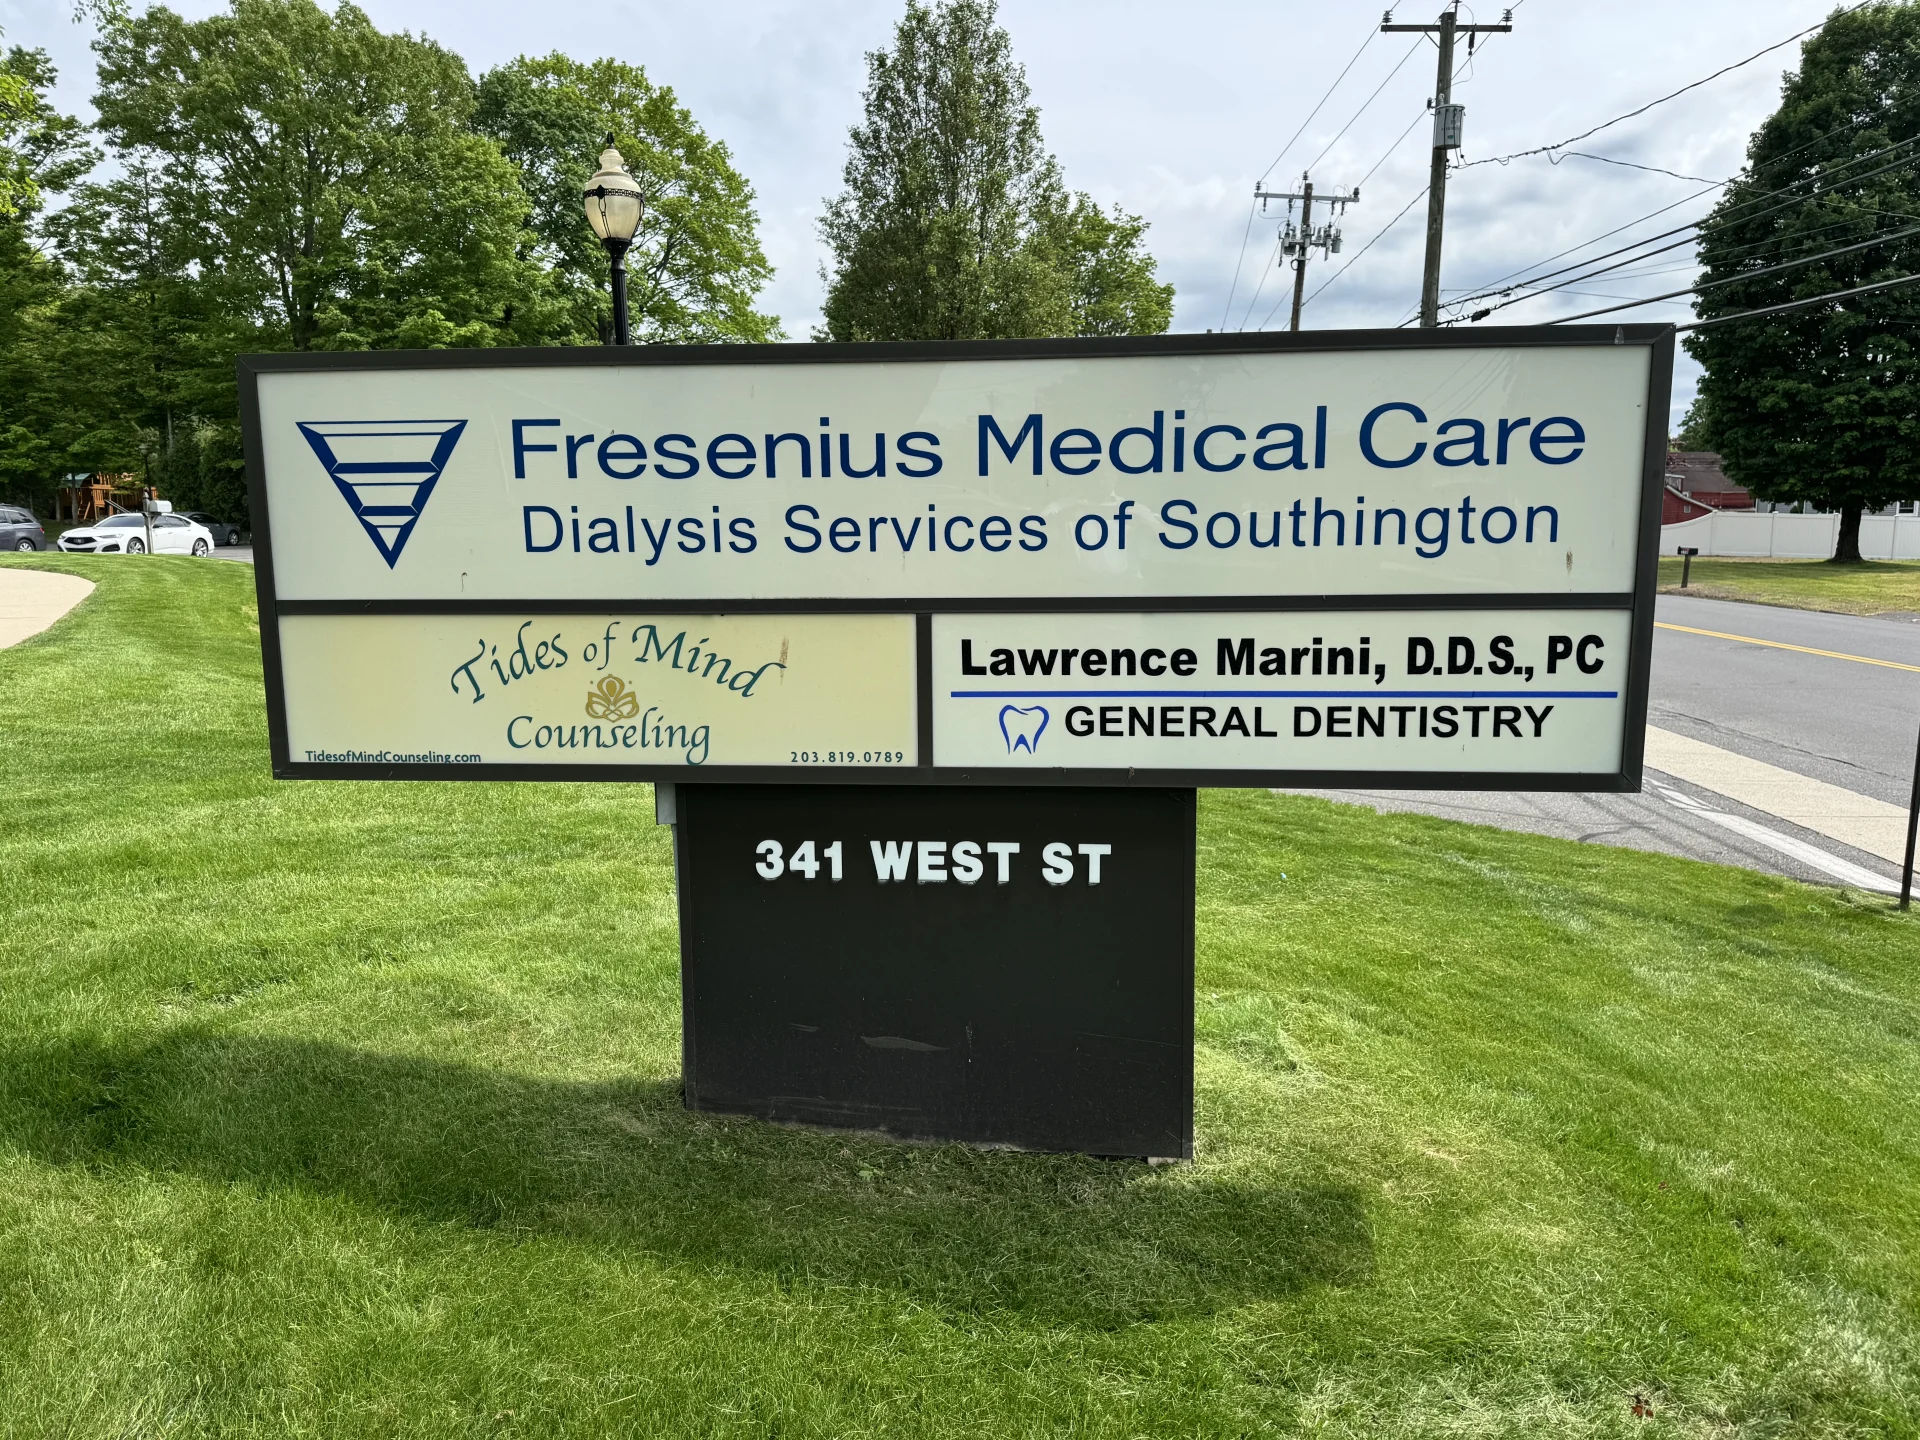 Fresenius Medical Care
Dialysis Services of Southington
Tides of Mind
Counseling
TidesofMindCounseling.com
203.819.0789
Lawrence Marini, D.D.S., PC
GENERAL DENTISTRY
341 WEST ST